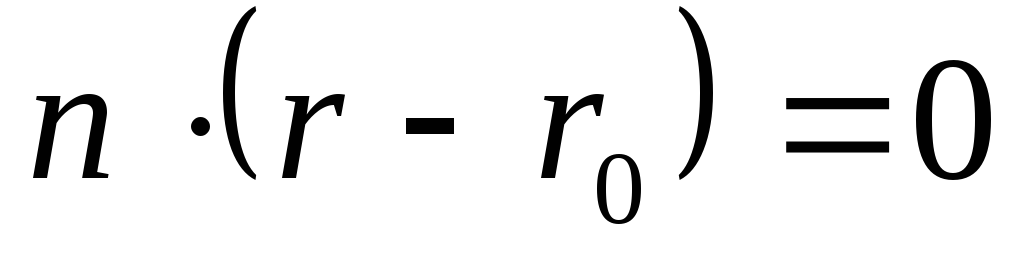 n · (r - r₀) = 0